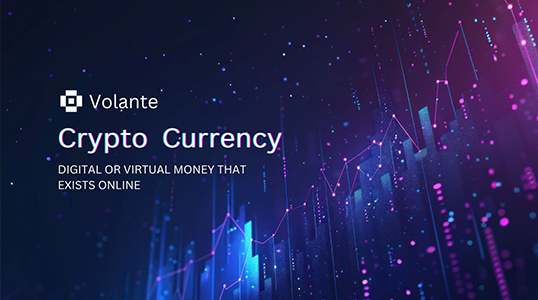 Volante
Crypto Currency
DIGITAL OR VIRTUAL MONEY THAT
EXISTS ONLINE